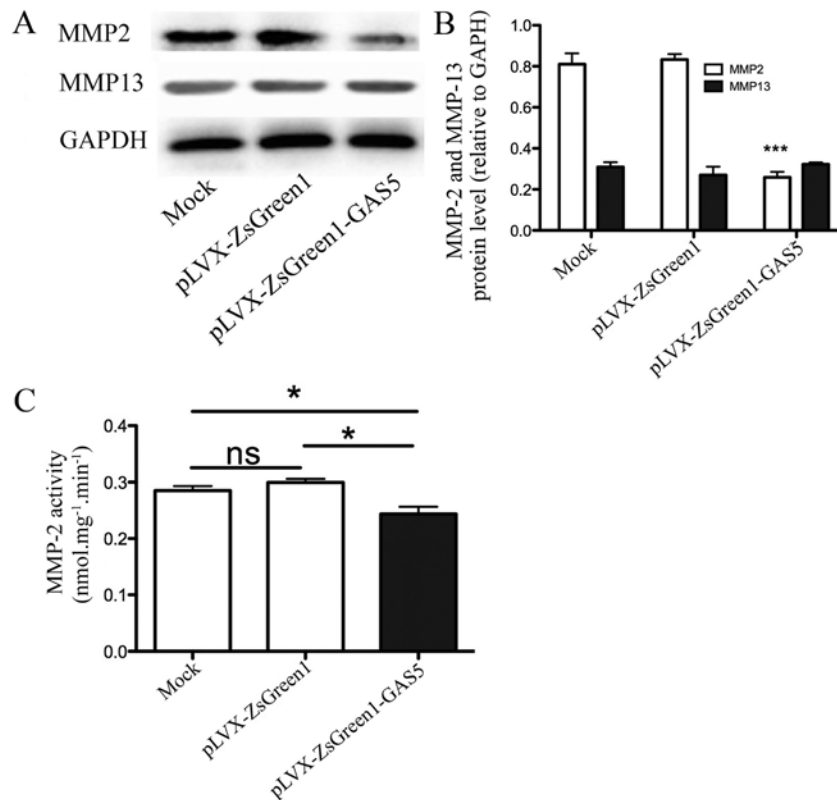 A
MMP2
MMP13
GAPDH
Mock
pLVX-ZsGreen1
pLVX-ZsGreen1-GAS5
B
MMP-2 and MMP-13
protein level (relative to GAPH)
1.0
0.8
0.6
0.4
0.2
0.0
MMP2
MMP13
***
Mock
pLVX-ZsGreen1
pLVX-ZsGreen1-GAS5
C
MMP-2 activity
(nmol.mg⁻¹.min⁻¹)
0.4
0.3
0.2
0.1
0.0
*
*
ns
Mock
pLVX-ZsGreen1
pLVX-ZsGreen1-GAS5